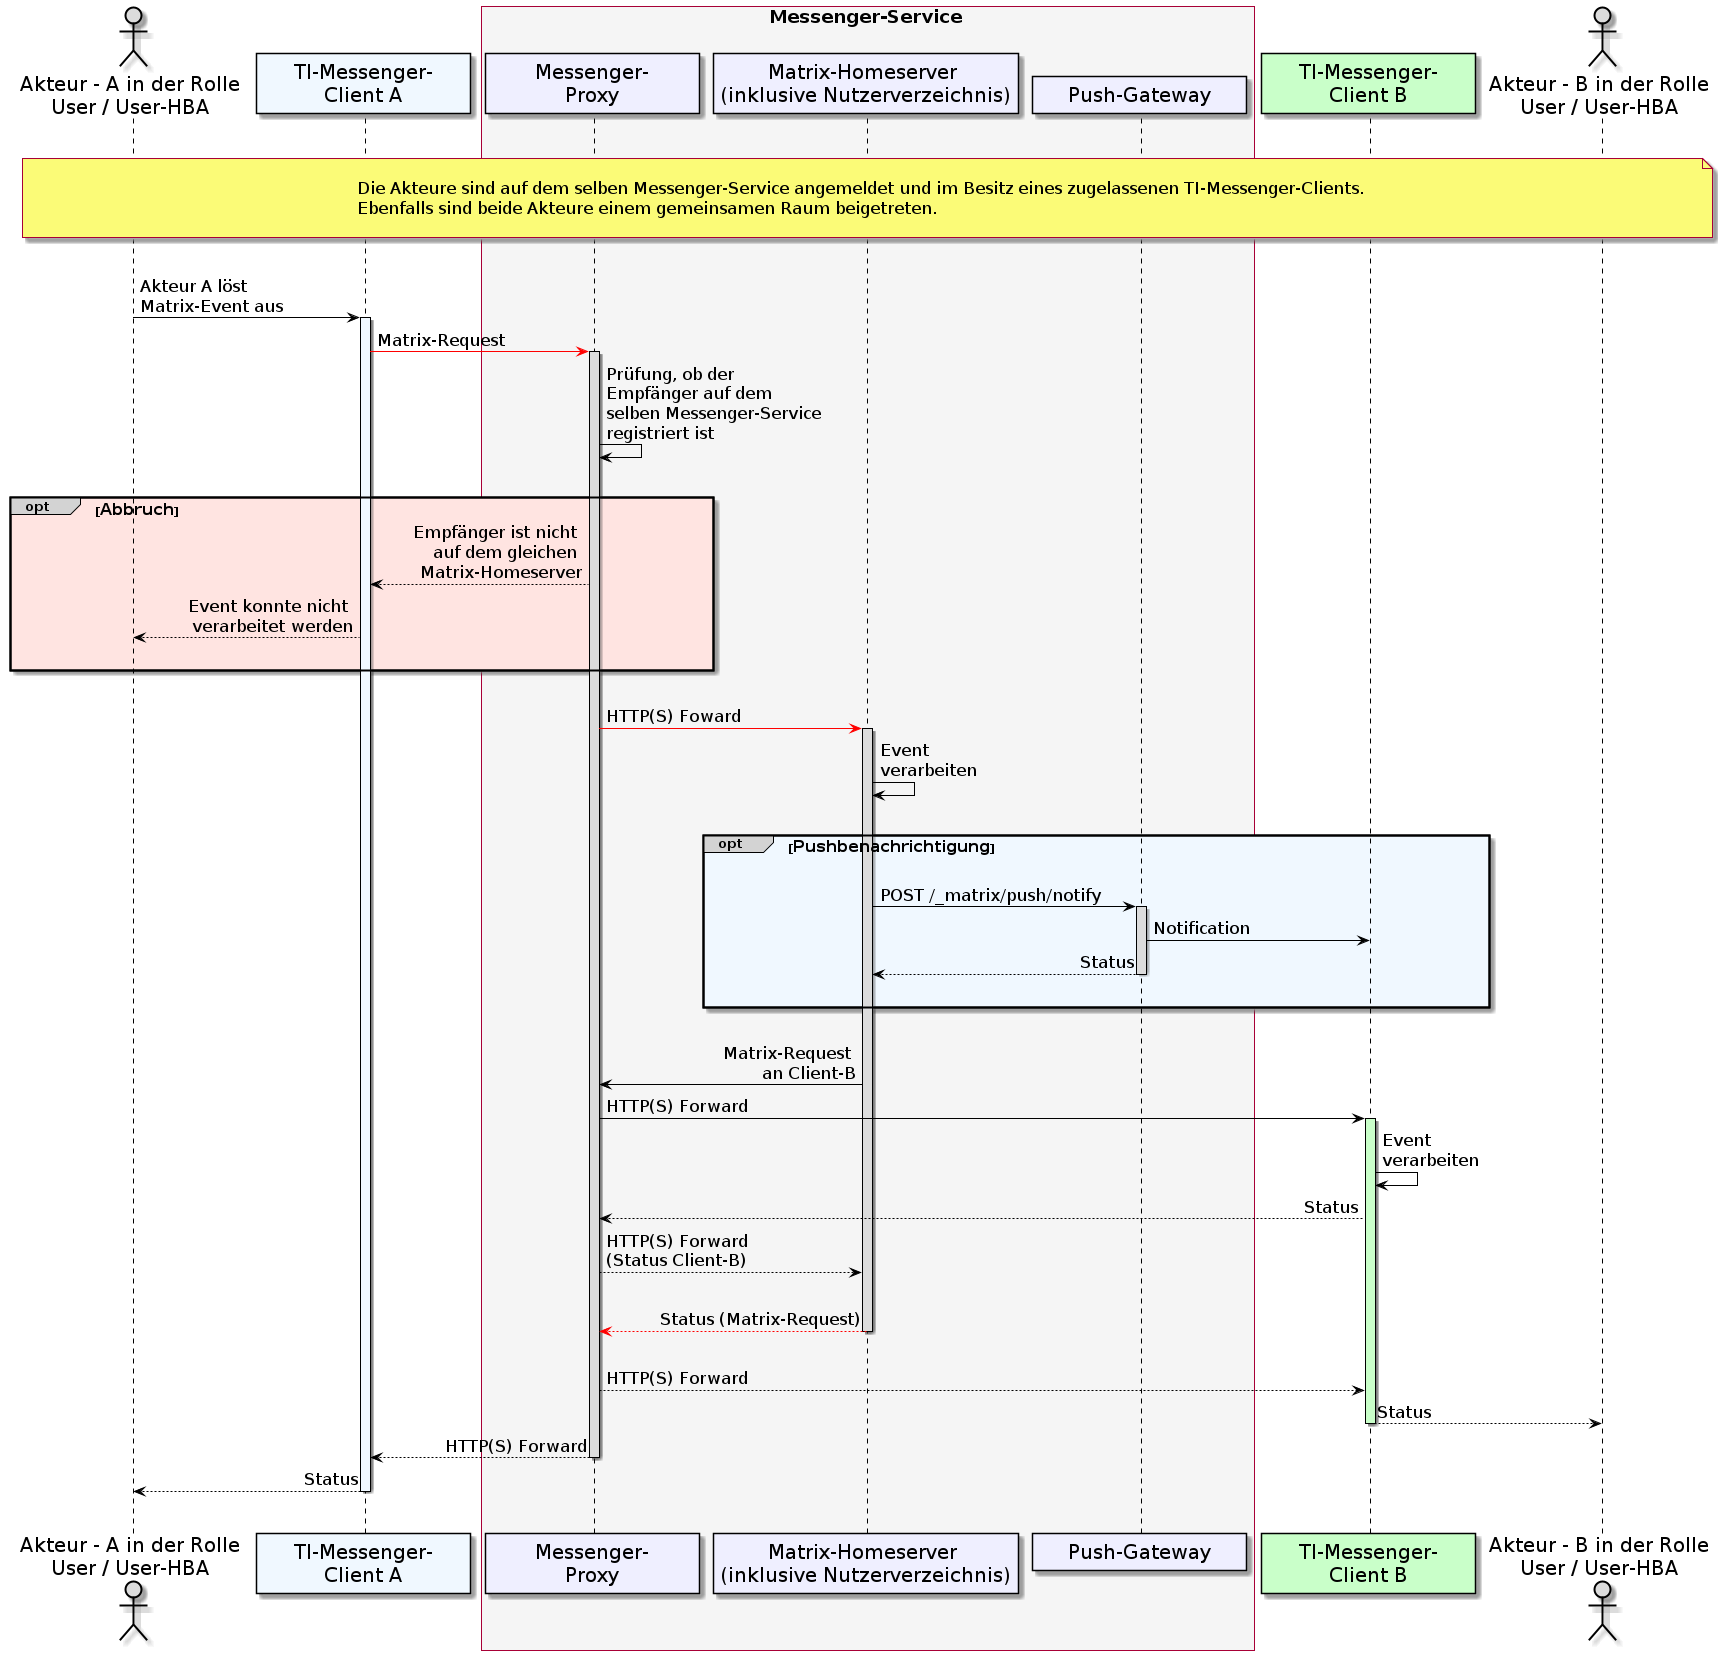 Messenger-Service
Akteur - A in der Rolle
User / User-HBA
TI-Messenger-
Client A
Messenger-
Proxy
Matrix-Homeserver
(inklusive Nutzerverzeichnis)
Push-Gateway
TI-Messenger-
Client B
Akteur - B in der Rolle
User / User-HBA
Die Akteure sind auf dem selben Messenger-Service angemeldet und im Besitz eines zugelassenen TI-Messenger-Clients.
Ebenfalls sind beide Akteure einem gemeinsamen Raum beigetreten.
Akteur A löst
Matrix-Event aus
Matrix-Request
Prüfung, ob der
Empfänger auf dem
selben Messenger-Service
registriert ist
opt
[Abbruch]
Empfänger ist nicht
auf dem gleichen
Matrix-Homeserver
Event konnte nicht
verarbeitet werden
HTTP(S) Foward
Event
verarbeiten
opt
[Pushbenachrichtigung]
POST /_matrix/push/notify
Notification
Status
Matrix-Request
an Client-B
HTTP(S) Forward
Event
verarbeiten
Status
HTTP(S) Forward
(Status Client-B)
Status (Matrix-Request)
HTTP(S) Forward
Status
HTTP(S) Forward
Status
Akteur - A in der Rolle
User / User-HBA
TI-Messenger-
Client A
Messenger-
Proxy
Matrix-Homeserver
(inklusive Nutzerverzeichnis)
Push-Gateway
TI-Messenger-
Client B
Akteur - B in der Rolle
User / User-HBA